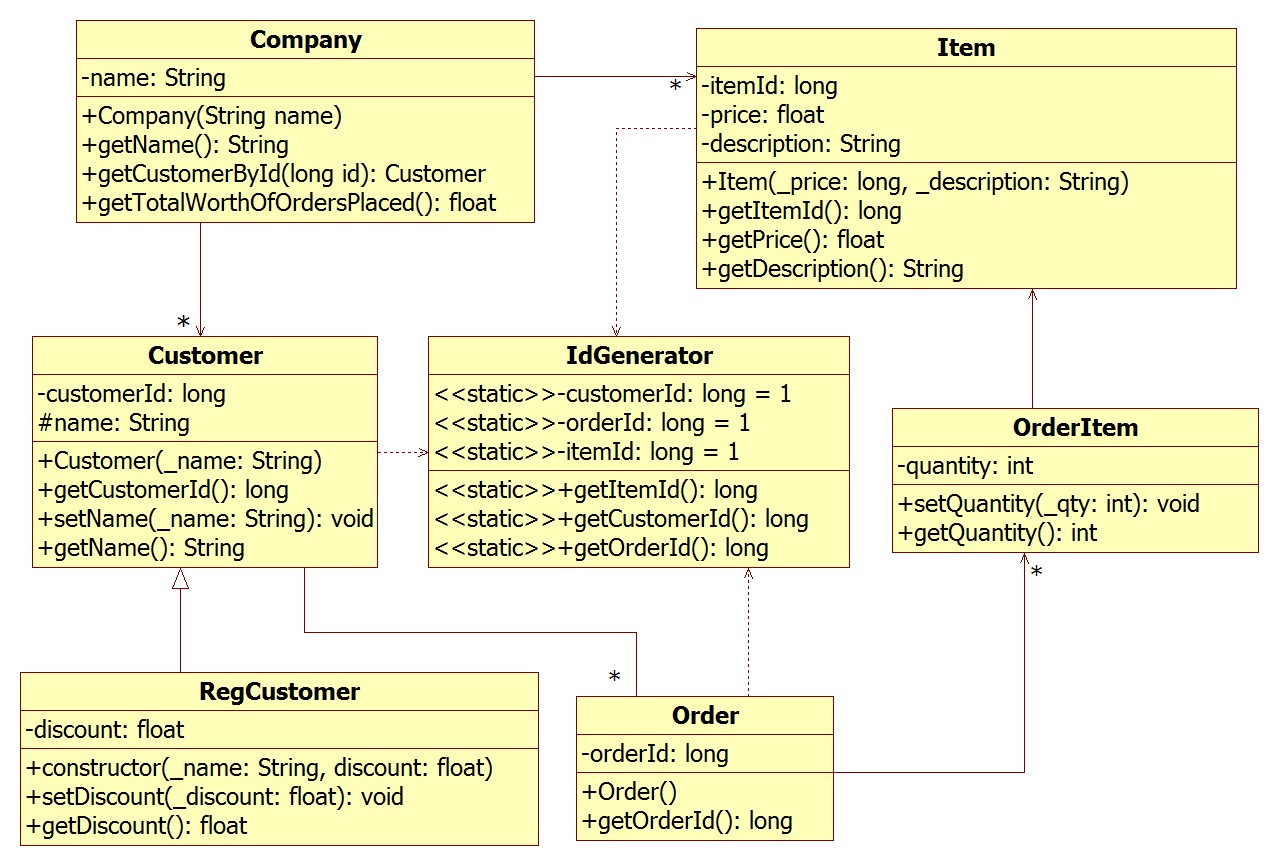 Company
-name: String
+Company(String name)
+getName(): String
+getCustomerById(long id): Customer
+getTotalWorthOfOrdersPlaced(): float
*
Item
-itemId: long
-price: float
-description: String
+Item(_price: long, _description: String)
+getItemId(): long
+getPrice(): float
+getDescription(): String
*
Customer
-customerId: long
#name: String
+Customer(_name: String)
+getCustomerId(): long
+setName(_name: String): void
+getName(): String
IdGenerator
<<static>>-customerId: long = 1
<<static>>-orderId: long = 1
<<static>>-itemId: long = 1
<<static>>+getItemId(): long
<<static>>+getCustomerId(): long
<<static>>+getOrderId(): long
OrderItem
-quantity: int
+setQuantity(_qty: int): void
+getQuantity(): int
*
RegCustomer
-discount: float
+constructor(_name: String, discount: float)
+setDiscount(_discount: float): void
+getDiscount(): float
*
Order
-orderId: long
+Order()
+getOrderId(): long